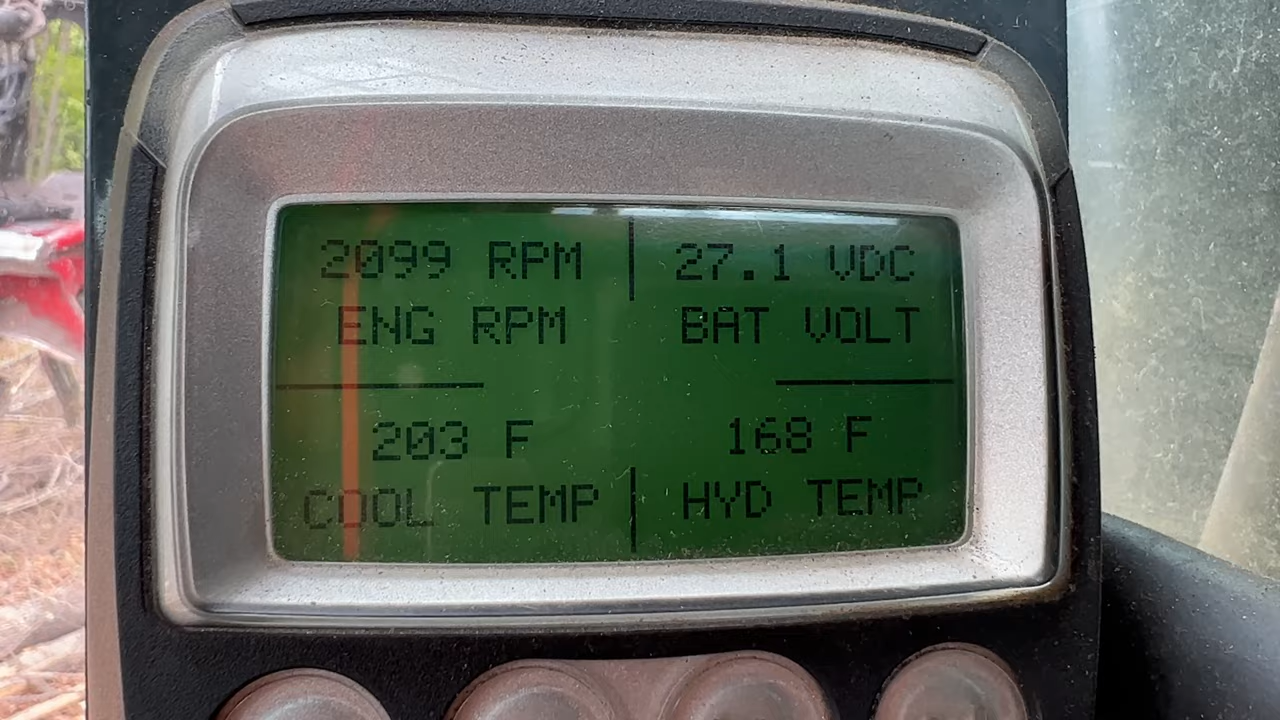 2099 RPM
ENG RPM
27.1 VDC
BAT VOLT
203 F
COOL TEMP
168 F
HYD TEMP